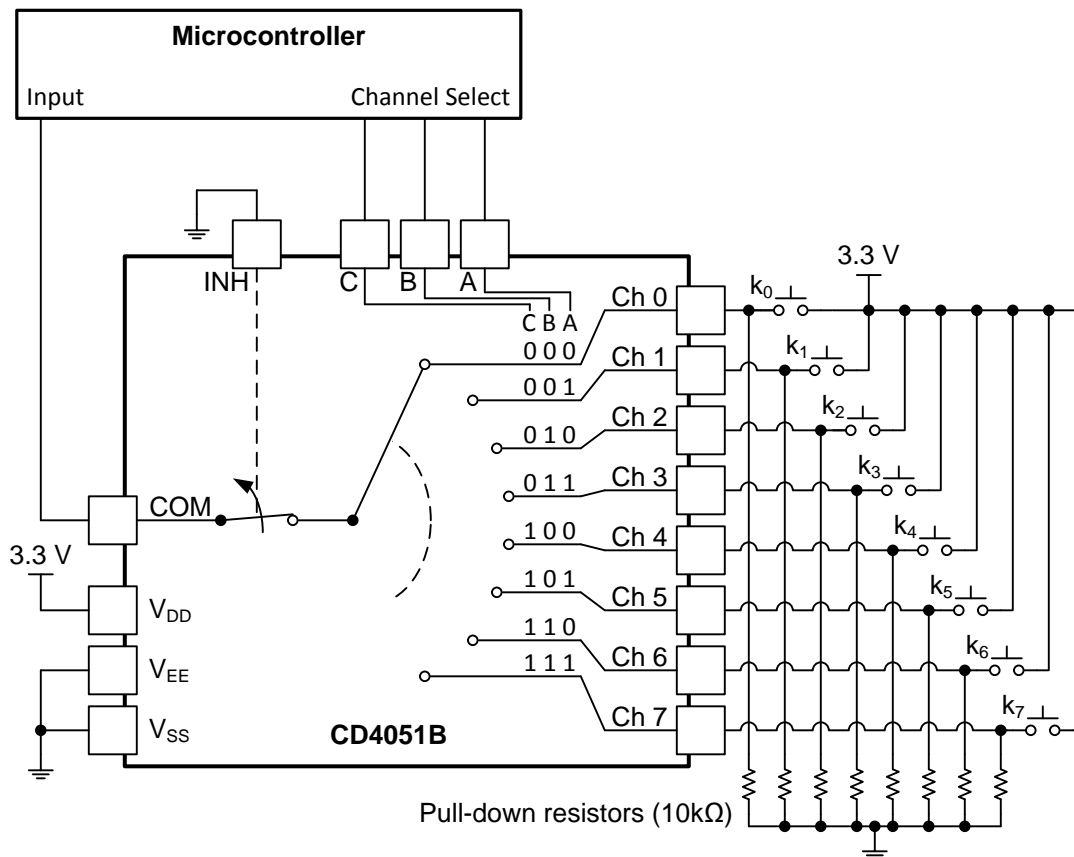 Microcontroller
Input
Channel Select
3.3 V
INH
C
B
A
C B A
Ch 0
k0
0 0 0
Ch 1
k1
0 0 1
Ch 2
k2
0 1 0
Ch 3
k3
0 1 1
COM
Ch 4
k4
1 0 0
3.3 V
Ch 5
k5
1 0 1
VDD
Ch 6
k6
1 1 0
VEE
Ch 7
k7
1 1 1
VSS
CD4051B
Pull-down resistors (10kΩ)